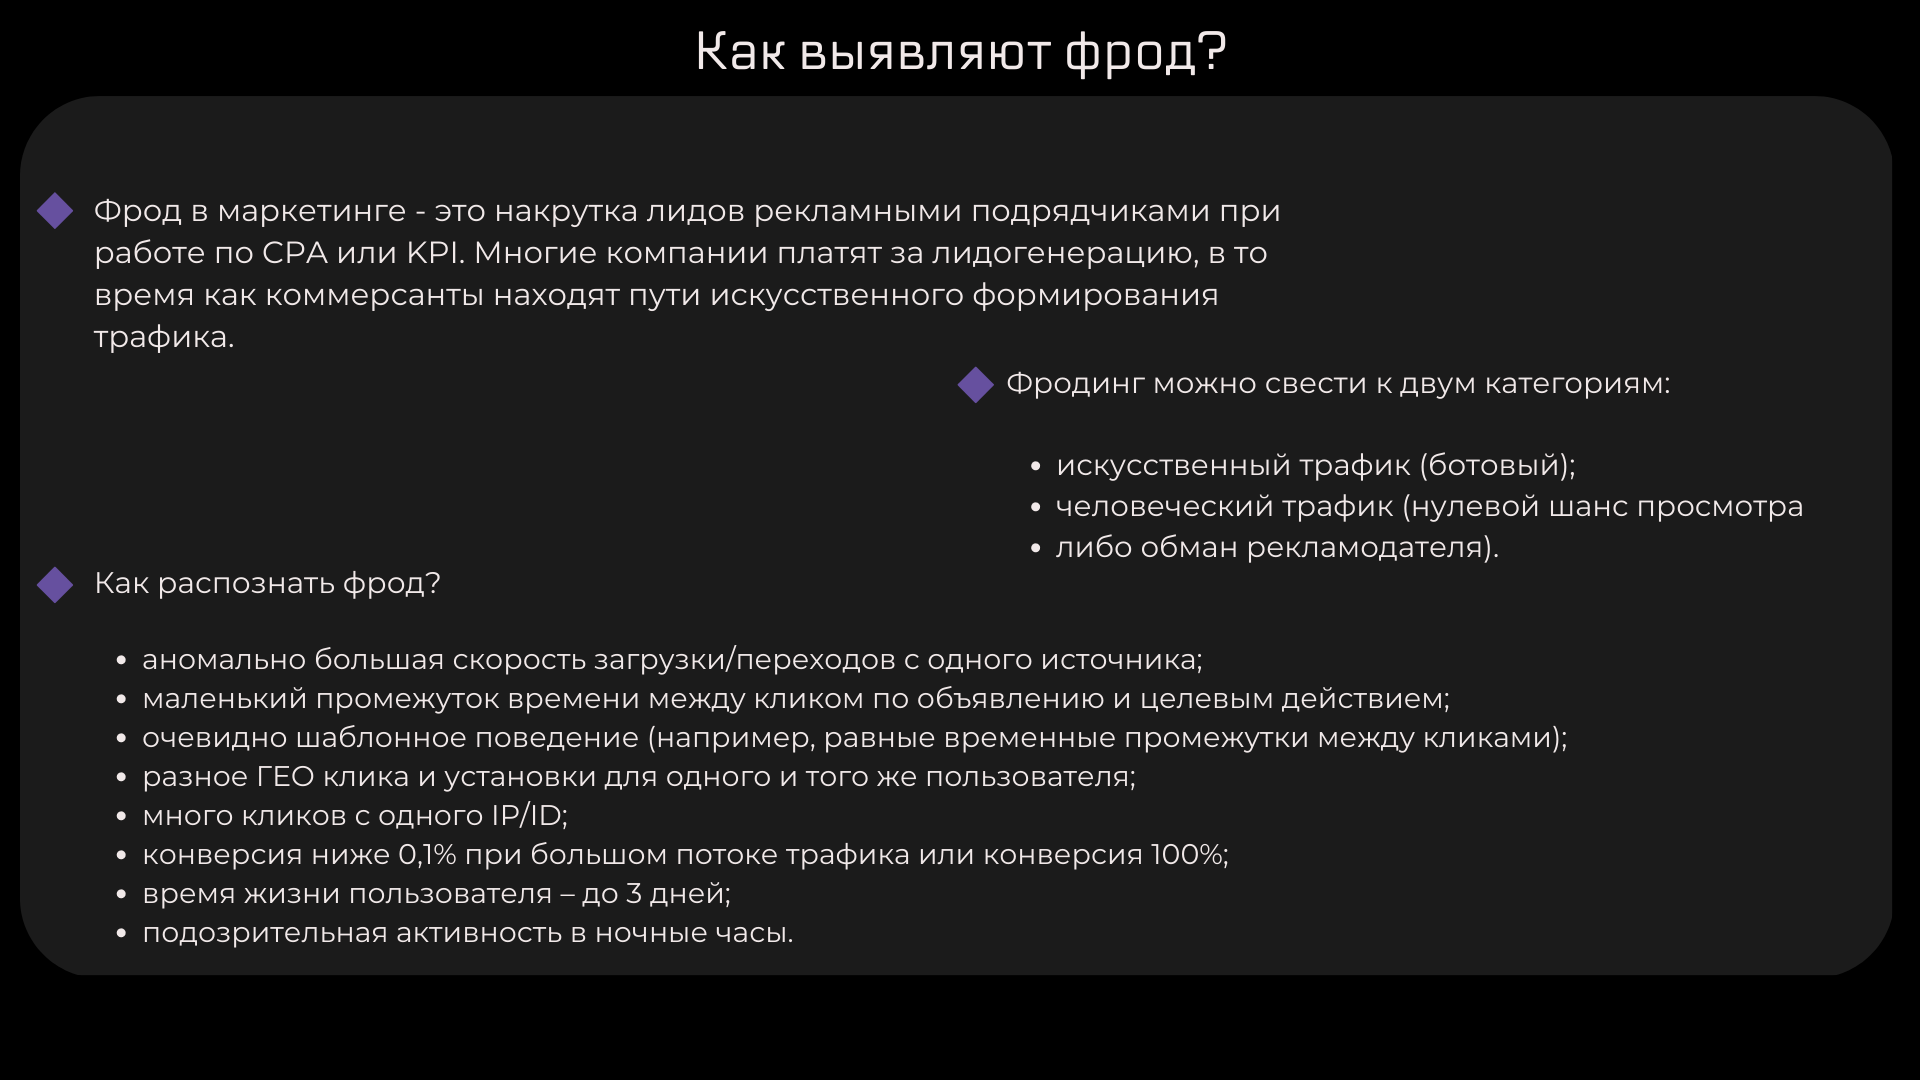 Как выявляют фрод?
Фрод в маркетинге - это накрутка лидов рекламными подрядчиками при
работе по CPA или KPI. Многие компании платят за лидогенерацию, в то
время как коммерсанты находят пути искусственного формирования
трафика.
Фродинг можно свести к двум категориям:
• искусственный трафик (ботовый);
• человеческий трафик (нулевой шанс просмотра
• либо обман рекламодателя).
Как распознать фрод?
• аномально большая скорость загрузки/переходов с одного источника;
• маленький промежуток времени между кликом по объявлению и целевым действием;
• очевидно шаблонное поведение (например, равные временные промежутки между кликами);
• разное ГЕО клика и установки для одного и того же пользователя;
• много кликов с одного IP/ID;
• конверсия ниже 0,1% при большом потоке трафика или конверсия 100%;
• время жизни пользователя – до 3 дней;
• подозрительная активность в ночные часы.